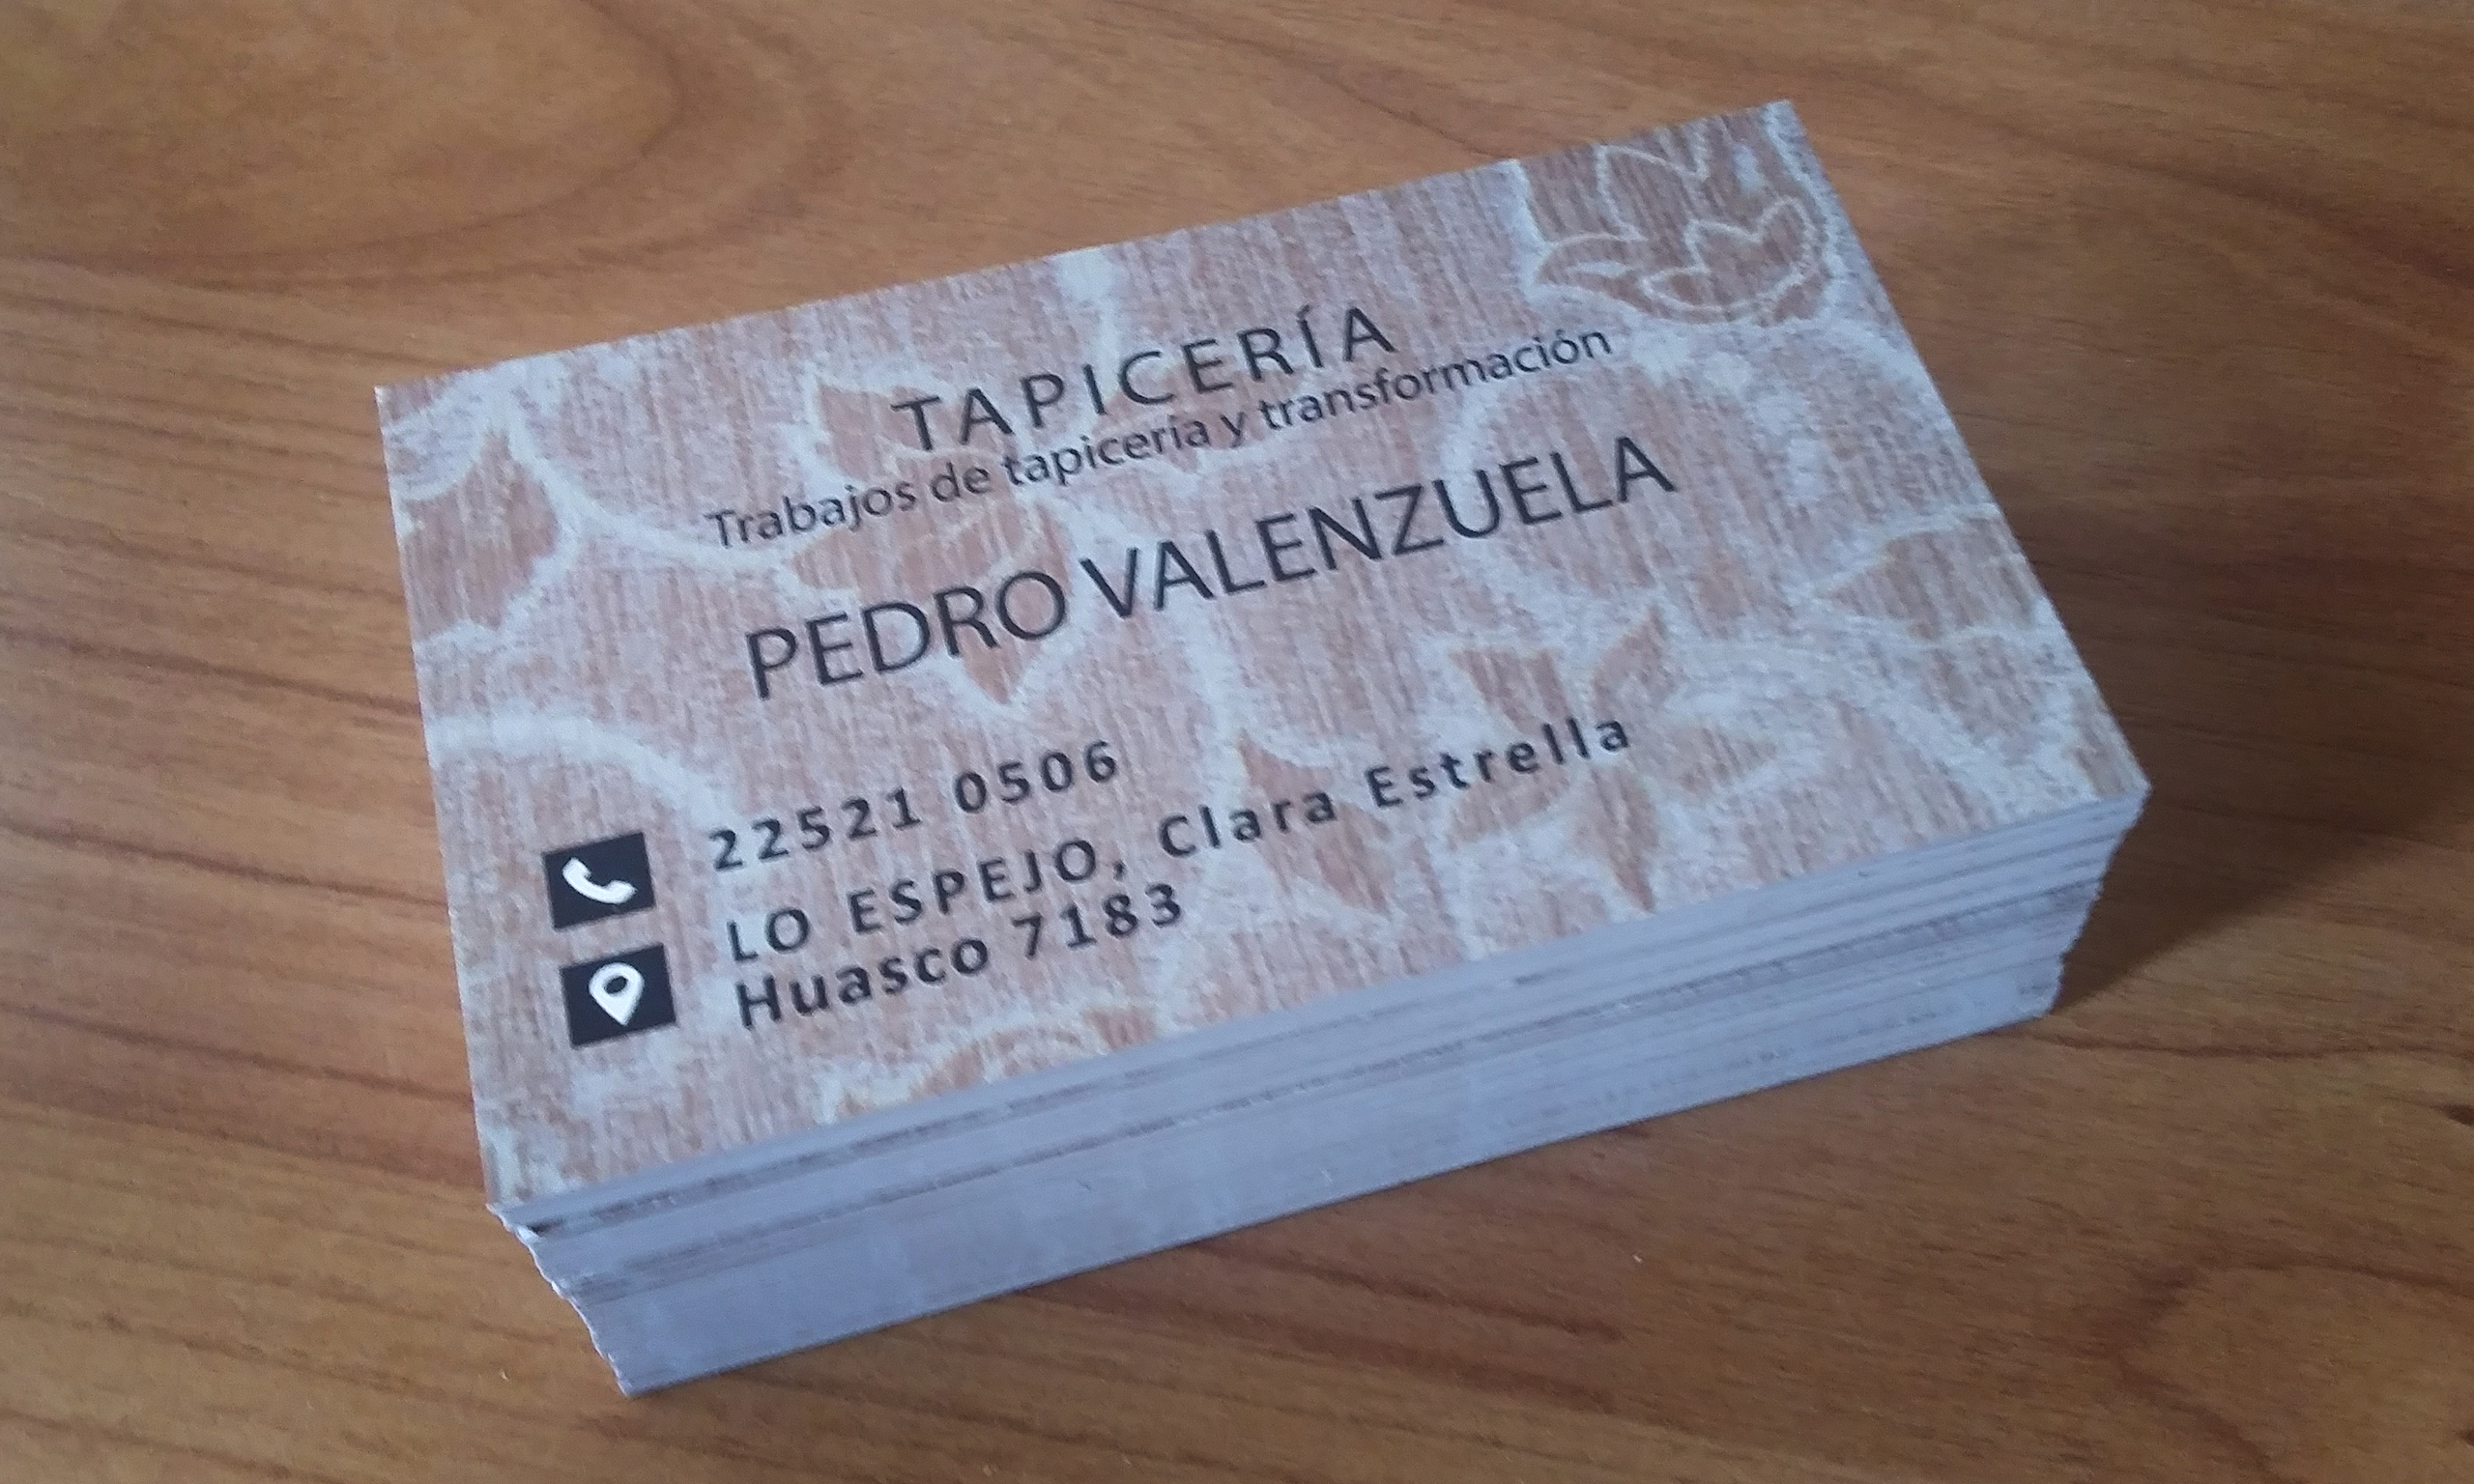 TAPICERÍA
Trabajos de tapicería y transformación
PEDRO VALENZUELA
22521 0506
LO ESPEJO, Clara Estrella
Huasco 7183